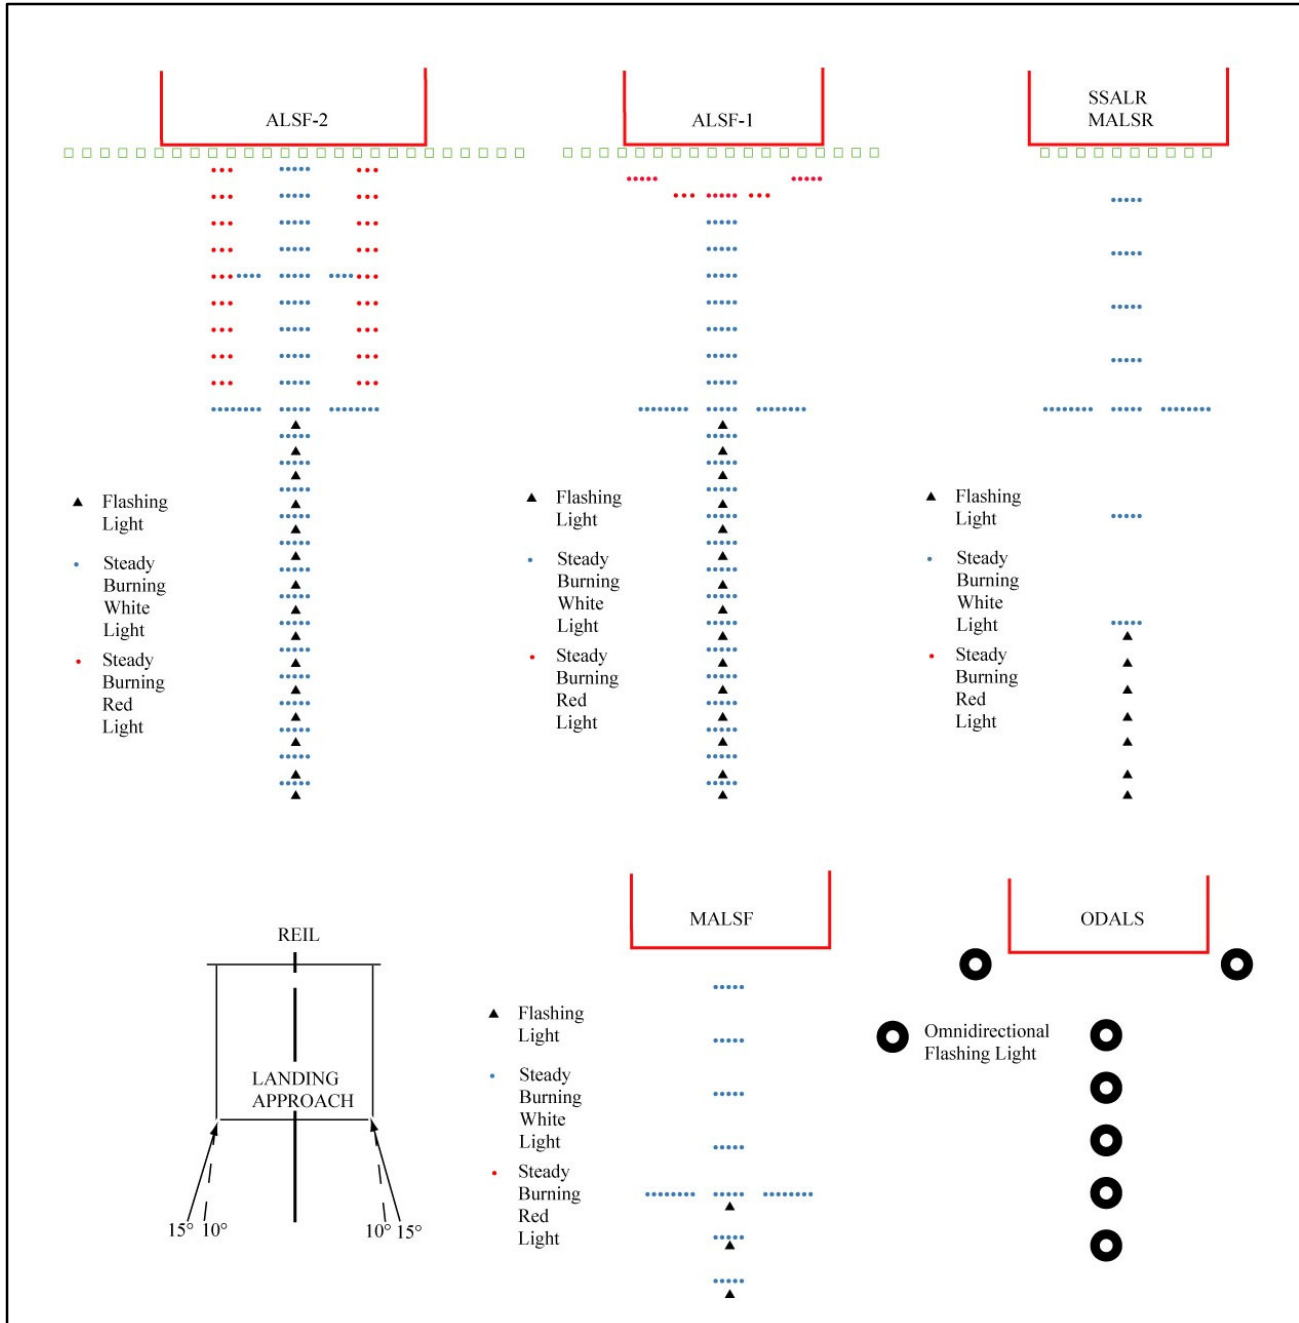 ALSF-2
Flashing
Light
Steady
Burning
White
Light
Steady
Burning
Red
Light
ALSF-1
Flashing
Light
Steady
Burning
White
Light
Steady
Burning
Red
Light
SSALR
MALSR
Flashing
Light
Steady
Burning
White
Light
Steady
Burning
Red
Light
REIL
LANDING
APPROACH
15° 10°
10° 15°
MALSF
Flashing
Light
Steady
Burning
White
Light
Steady
Burning
Red
Light
ODALS
Omnidirectional
Flashing Light